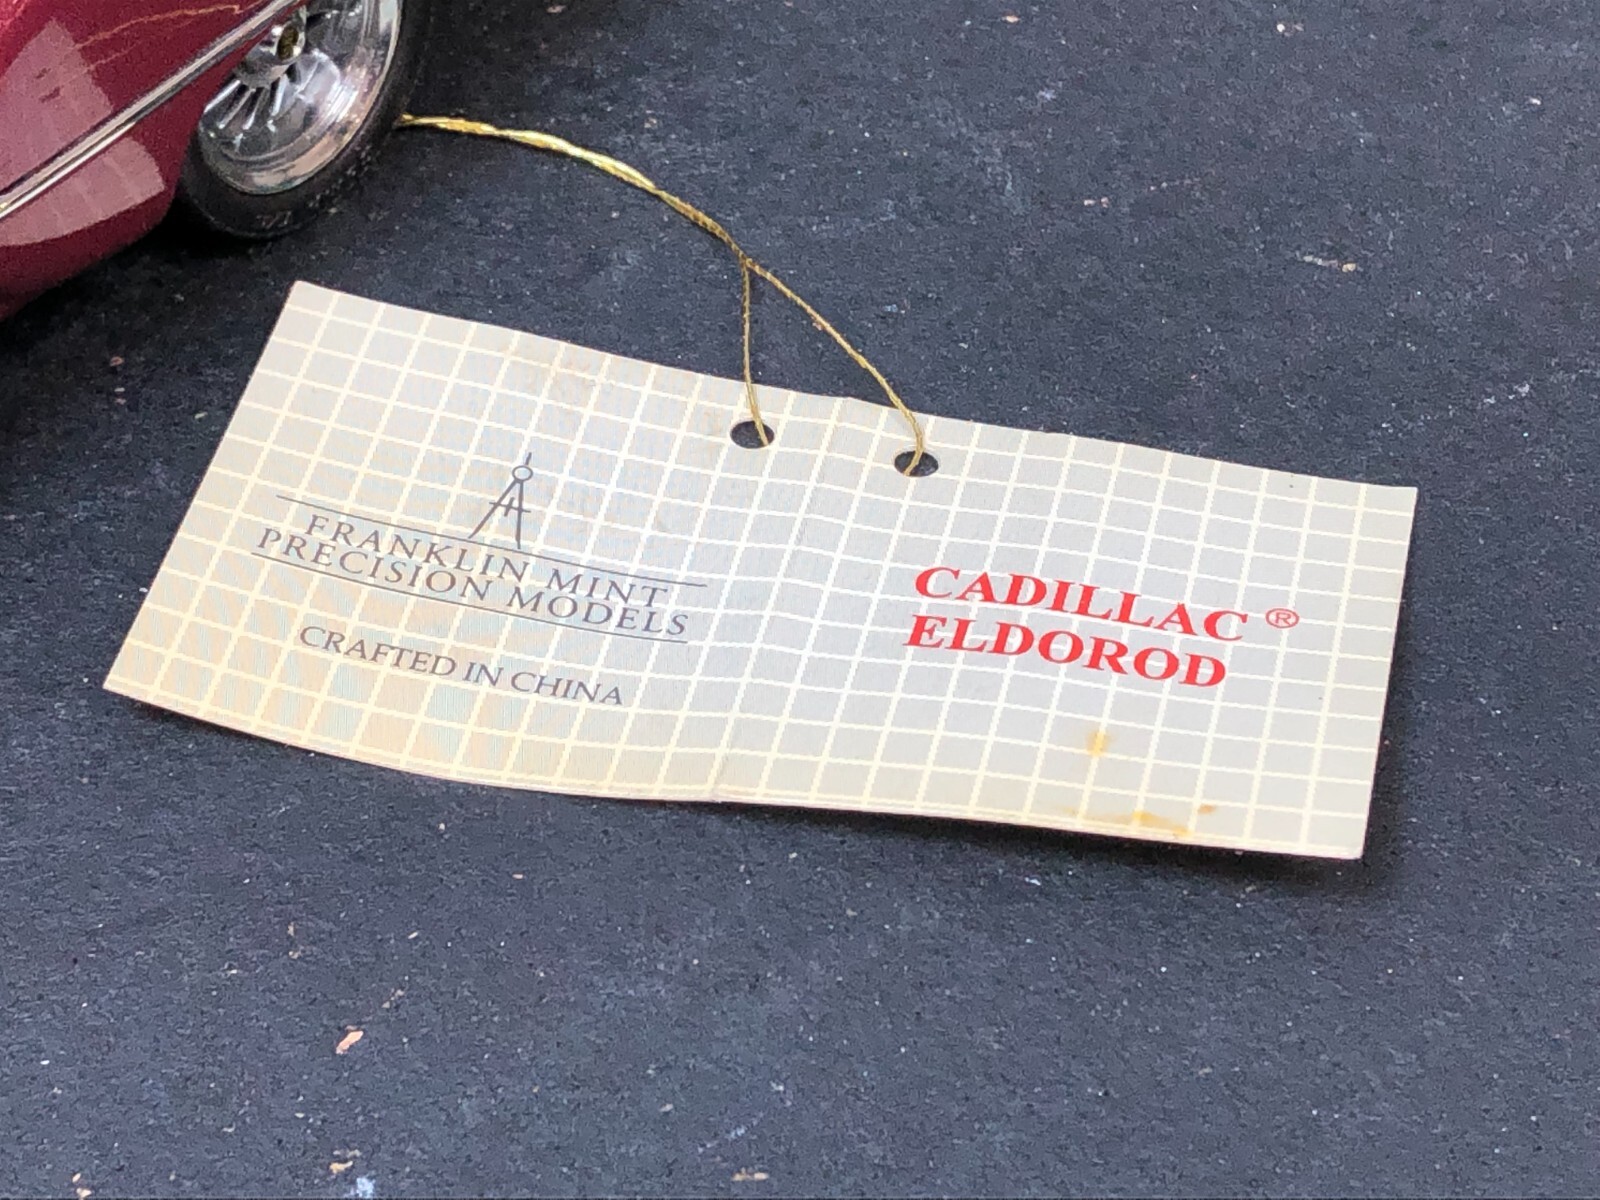 FRANKLIN MINT
PRECISION MODELS
CRAFTED IN CHINA
CADILLAC®
ELDOROD